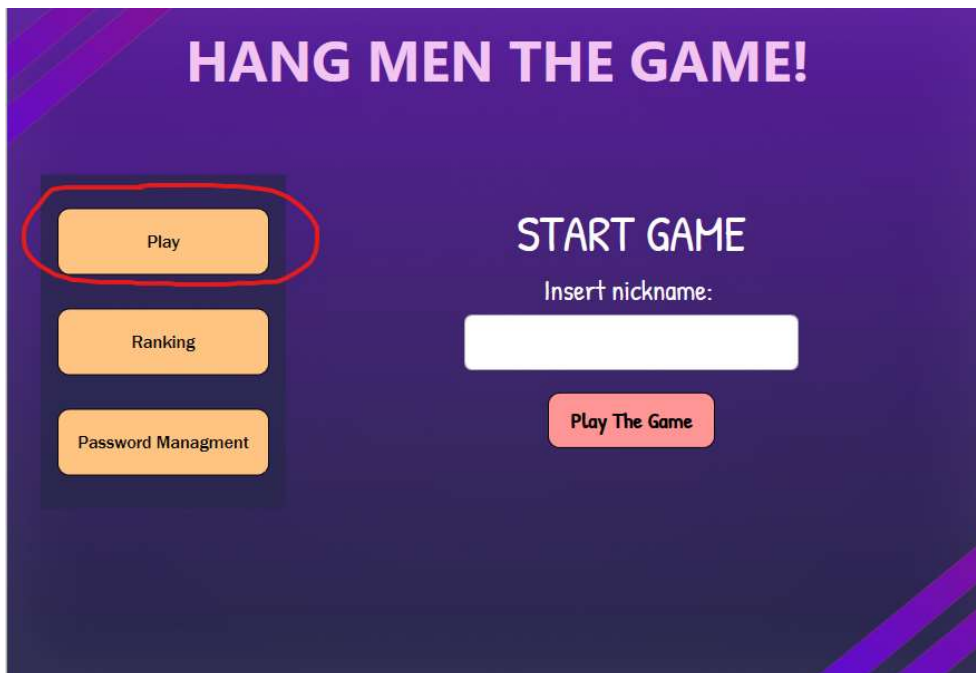 HANG MEN THE GAME!
Play
Ranking
Password Managment
START GAME
Insert nickname:
Play The Game